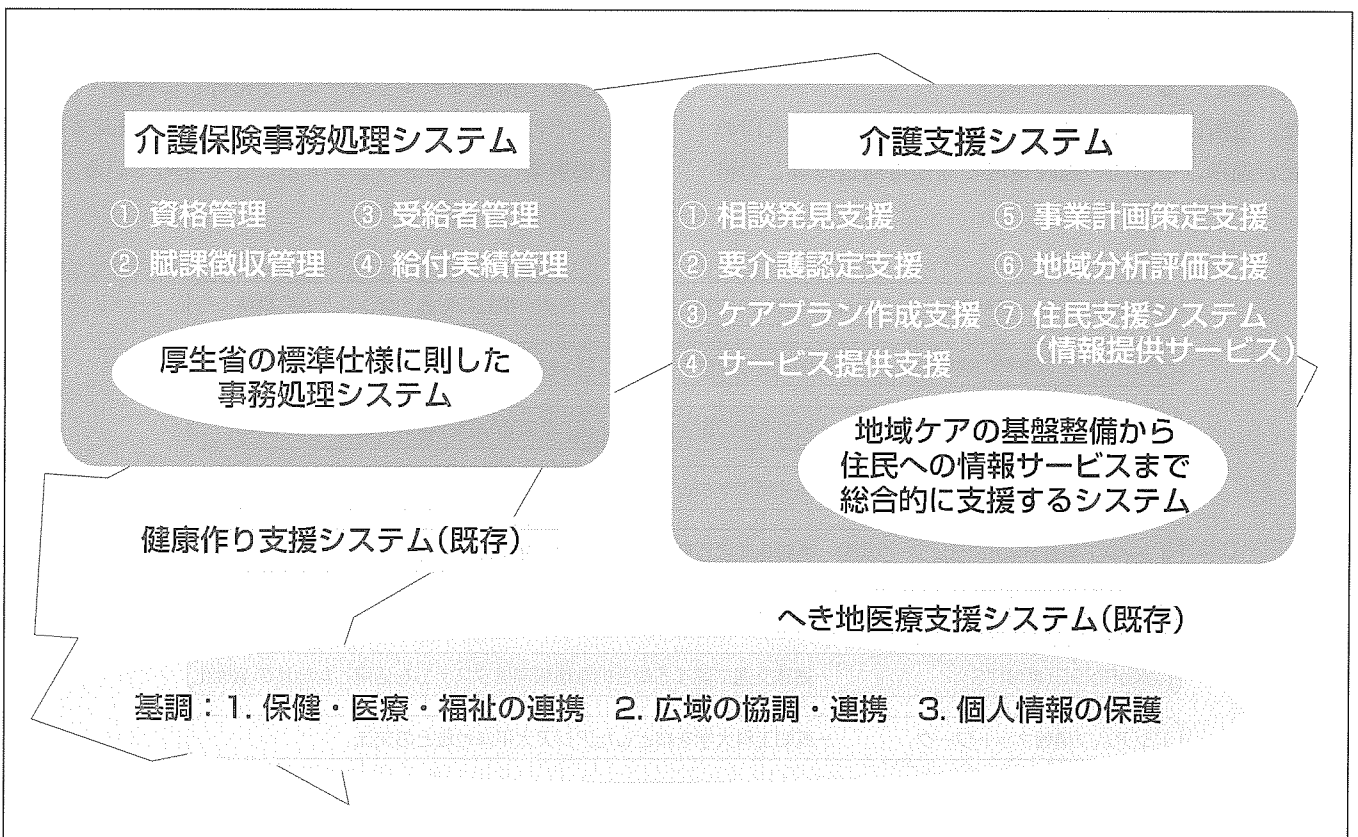 介護保険事務処理システム
① 資格管理
② 賦課徴収管理
③ 受給者管理
④ 給付実績管理
厚生省の標準仕様に則した
事務処理システム
介護支援システム
① 相談発見支援
② 要介護認定支援
③ ケアプラン作成支援
④ サービス提供支援
⑤ 事業計画策定支援
⑥ 地域分析評価支援
⑦ 住民支援システム
(情報提供サービス)
地域ケアの基盤整備から
住民への情報サービスまで
総合的に支援するシステム
健康作り支援システム(既存)
へき地医療支援システム(既存)
基調：1. 保健・医療・福祉の連携 2. 広域の協調・連携 3. 個人情報の保護